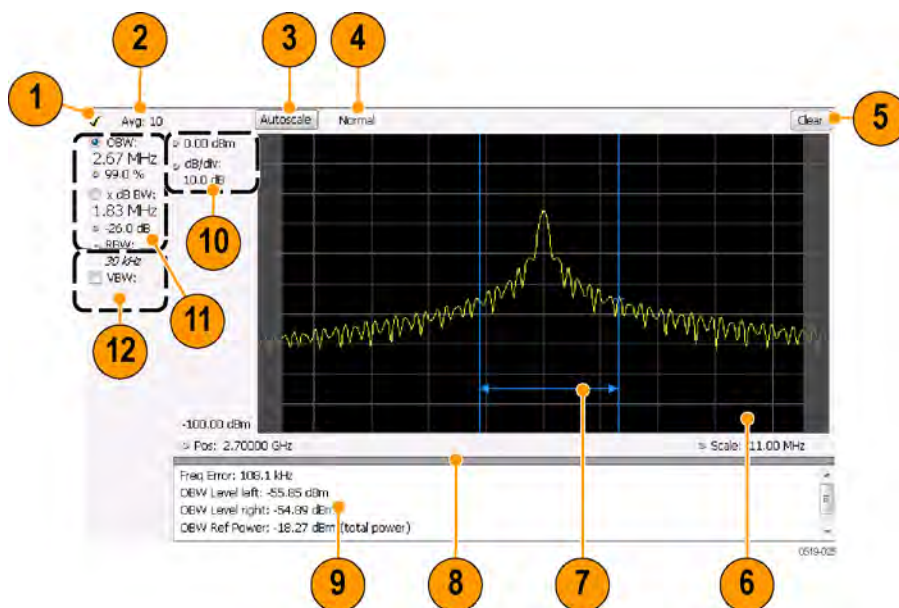 2
3
4
1
Avg: 10
Autoscale
Normal
Clear
5
OBW:
2.67 MHz
99.0 %
x dB BW:
1.83 MHz
-26.0 dB
RBW:
30 kHz
VBW:
0.00 dBm
dB/div:
10.0 dB
10
11
12
-100.00 dBm
7
6
Pos: 2.70000 GHz
Scale: 11.00 MHz
8
Freq Error: 108.1 kHz
OBW Level left: -55.85 dBm
OBW Level right: -54.89 dBm
OBW Ref Power: -18.27 dBm (total power)
9
0519-025